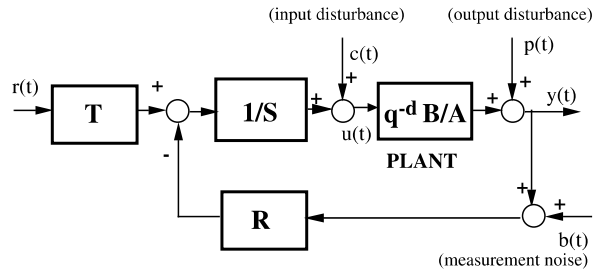 (input disturbance) (output disturbance)
c(t) p(t)
r(t) + + + y(t)
T 1/S + + q-d B/A
u(t)
- PLANT
R + +
b(t)
(measurement noise)